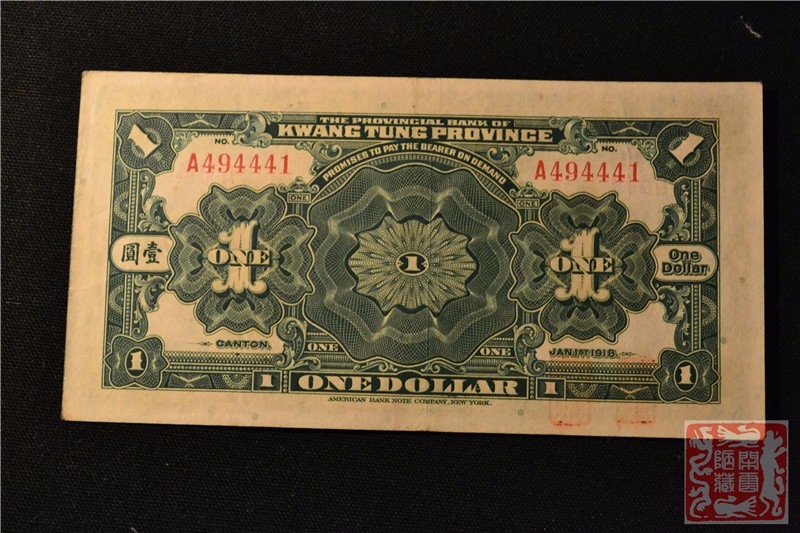 THE PROVINCIAL BANK OF
KWANG TUNG PROVINCE
PROMISES TO PAY THE BEARER ON DEMAND
1
1
NO.
NO.
A494441
A494441
ONE
ONE
圓壹
ONE
1
ONE
One
Dollar
CANTON,
ONE
ONE
JAN 1ST 1918.
1
1
ONE DOLLAR
1
1
AMERICAN BANK NOTE COMPANY, NEW YORK.